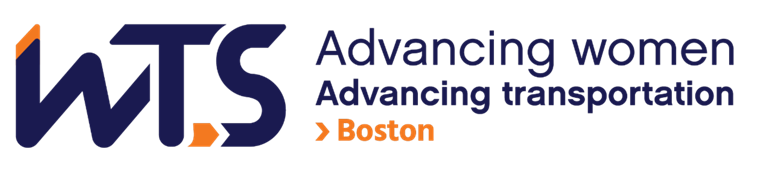 WTS
Advancing women
Advancing transportation
Boston